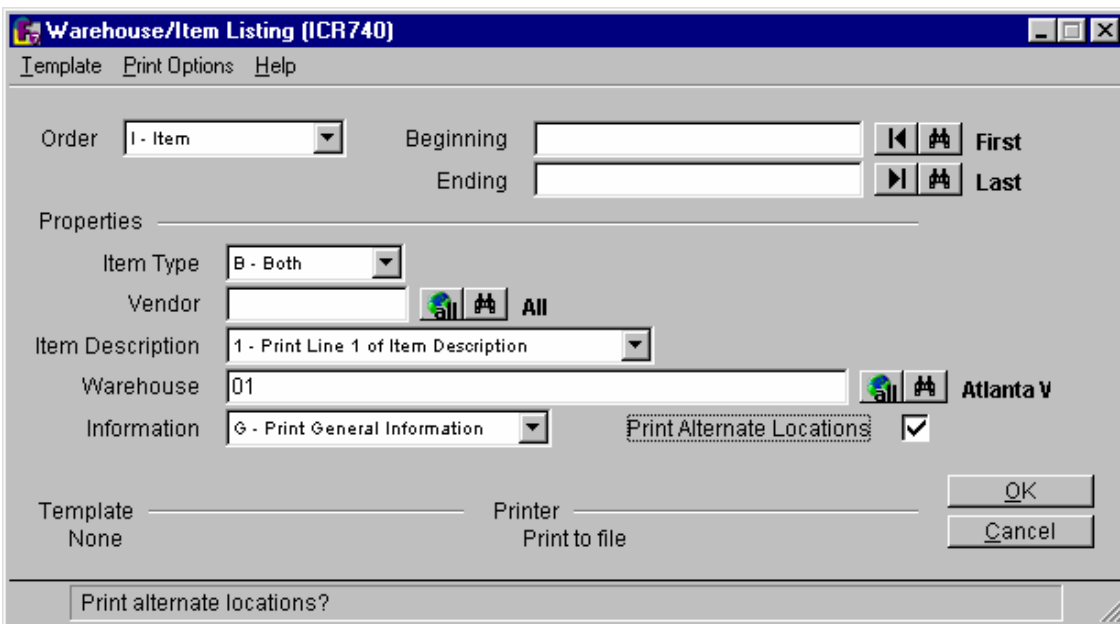 Warehouse/Item Listing (ICR740)
Template Print Options Help
Order I - Item Beginning First
Ending Last
Properties
Item Type B - Both
Vendor all All
Item Description 1 - Print Line 1 of Item Description
Warehouse 01 all Atlanta W
Information G - Print General Information Print Alternate Locations
OK
Template Printer
None Print to file
Cancel
Print alternate locations?